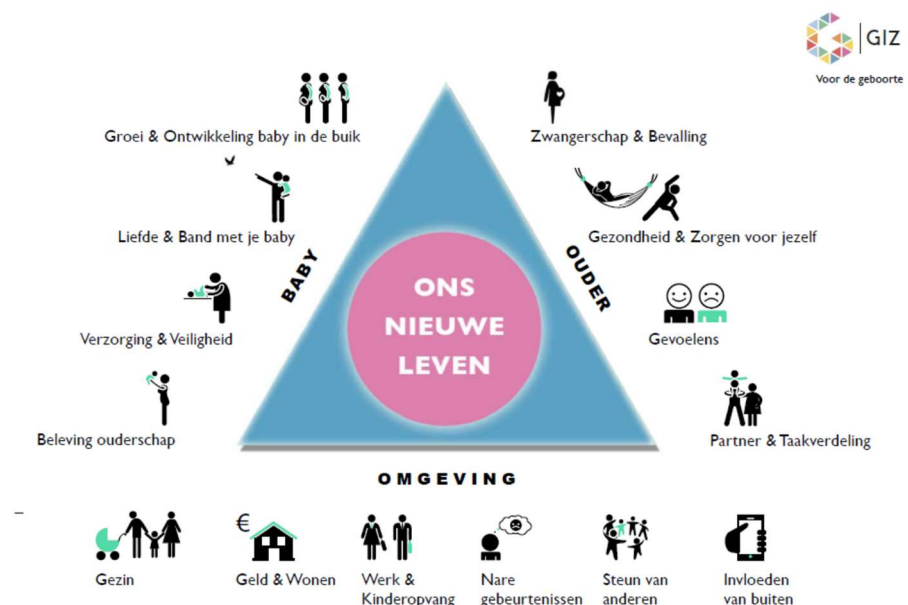 GIZ
Voor de geboorte
Groei & Ontwikkeling baby in de buik
Liefde & Band met je baby
Verzorging & Veiligheid
Beleving ouderschap
BABY
ONS
NIEUWE
LEVEN
OUDER
Zwangerschap & Bevalling
Gezondheid & Zorgen voor jezelf
Gevoelens
Partner & Taakverdeling
OMGEVING
€
Gezin
Geld & Wonen
Werk &
Kinderopvang
Nare
gebeurtenissen
Steun van
anderen
Invloeden
van buiten